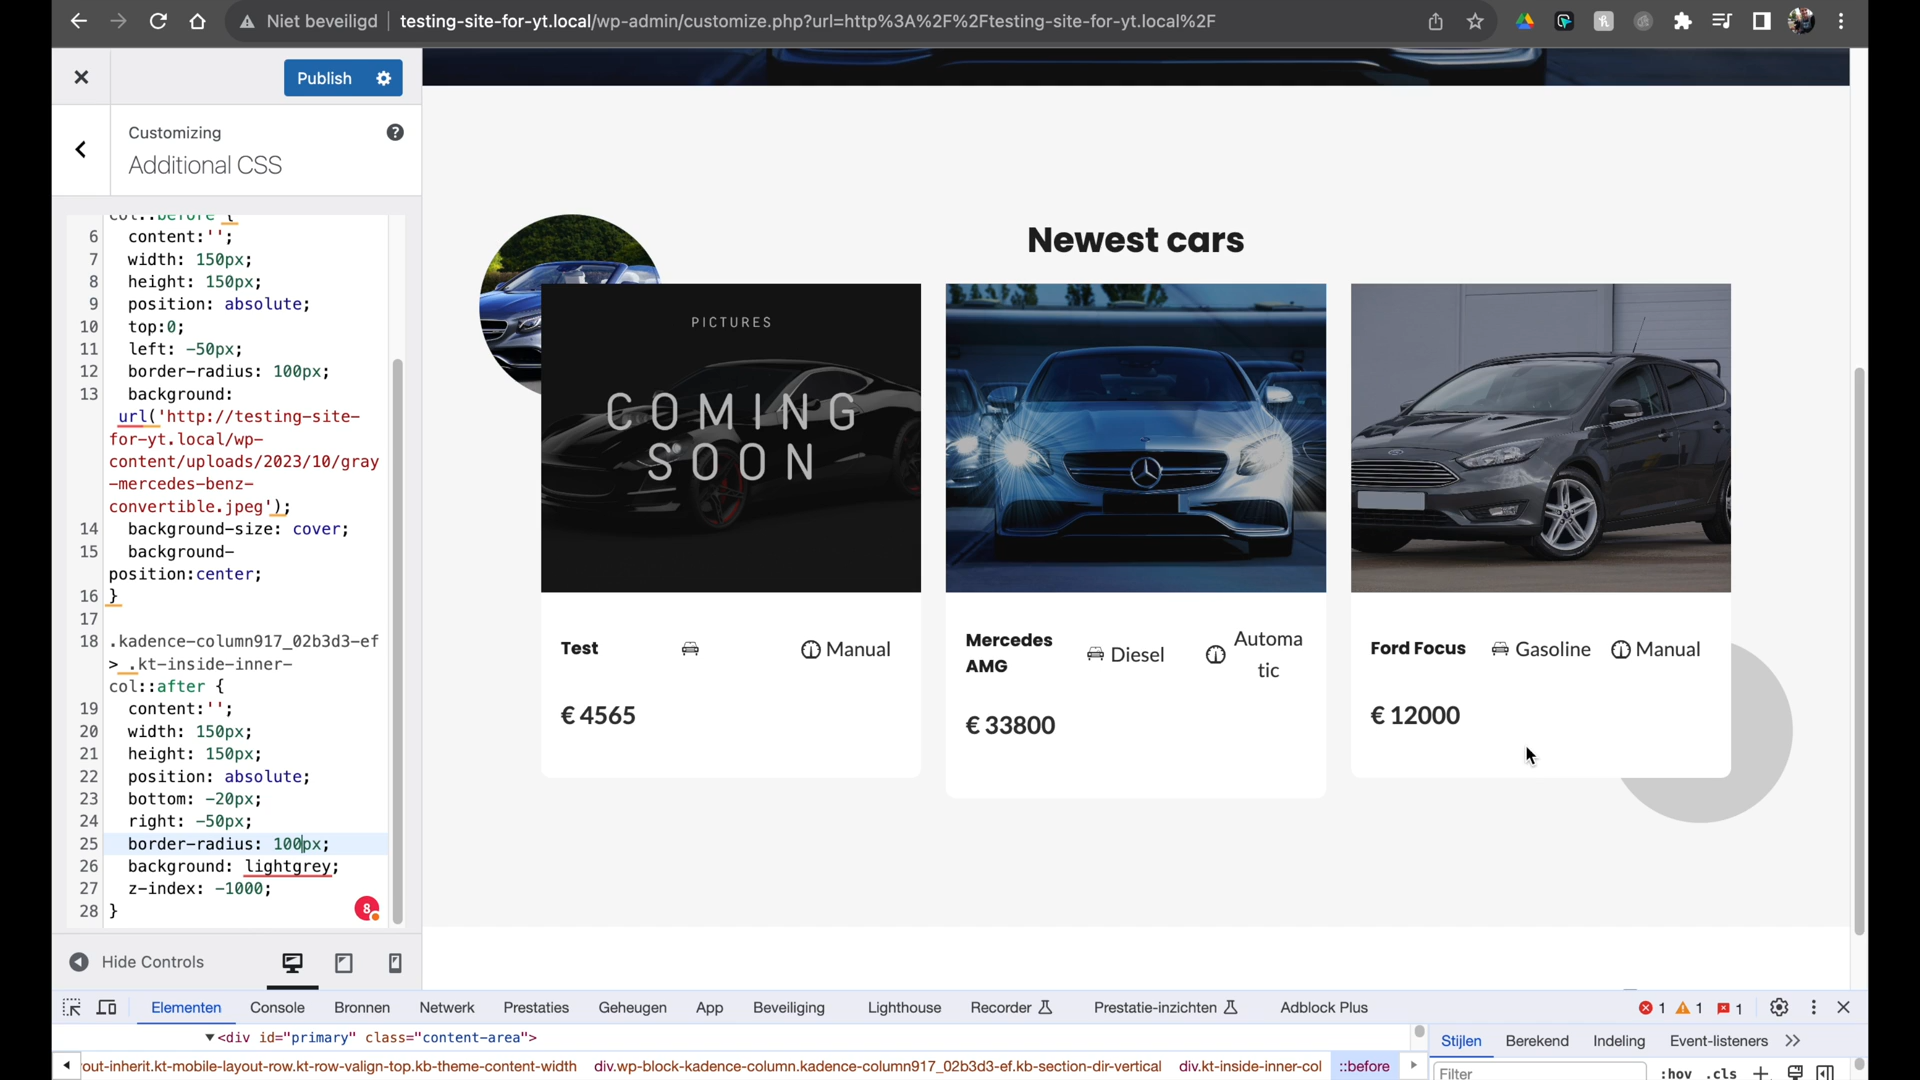 Niet beveiligd testing-site-for-yt.local/wp-admin/customize.php?url=http%3A%2F%2Ftesting-site-for-yt.local%2F
Publish
Customizing
Additional CSS
col::before {
6 content:'';
7 width: 150px;
8 height: 150px;
9 position: absolute;
10 top:0;
11 left: -50px;
12 border-radius: 100px;
13 background:
url('http://testing-site-
for-yt.local/wp-
content/uploads/2023/10/gray
-mercedes-benz-
convertible.jpeg');
14 background-size: cover;
15 background-
position:center;
16 }
17
18 .kadence-column917_02b3d3-ef
> .kt-inside-inner-
col::after {
19 content:'';
20 width: 150px;
21 height: 150px;
22 position: absolute;
23 bottom: -20px;
24 right: -50px;
25 border-radius: 100px;
26 background: lightgrey;
27 z-index: -1000;
28 }
8
Hide Controls
Newest cars
PICTURES
COMING
SOON
Test Manual
€ 4565
Mercedes
AMG
Diesel
Automa
tic
€ 33800
Ford Focus Gasoline Manual
€ 12000
Elementen Console Bronnen Netwerk Prestaties Geheugen App Beveiliging Lighthouse Recorder Prestatie-inzichten Adblock Plus 1 1 1
▼<div id="primary" class="content-area">
out-inherit.kt-mobile-layout-row.kt-row-valign-top.kb-theme-content-width div.wp-block-kadence-column.kadence-column917_02b3d3-ef.kb-section-dir-vertical div.kt-inside-inner-col ::before
Stijlen Berekend Indeling Event-listeners
Filter :hov .cls